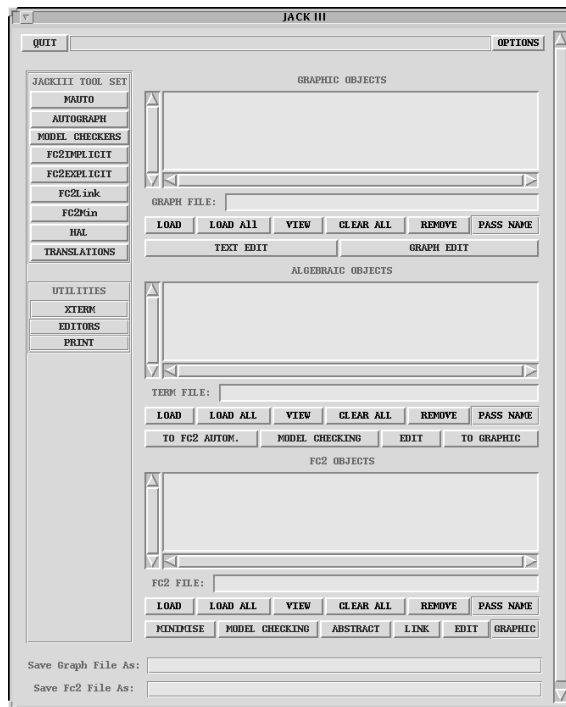 JACK III
QUIT
OPTIONS
JACKIII TOOL SET
MAUTO
AUTOGRAPH
MODEL CHECKERS
FC2IMPLICIT
FC2EXPLICIT
FC2Link
FC2Min
HAL
TRANSLATIONS
UTILITIES
XTERM
EDITORS
PRINT
GRAPHIC OBJECTS
GRAPH FILE:
LOAD LOAD All VIEW CLEAR ALL REMOVE PASS NAME
TEXT EDIT GRAPH EDIT
ALGEBRAIC OBJECTS
TERM FILE:
LOAD LOAD ALL VIEW CLEAR ALL REMOVE PASS NAME
TO FC2 AUTOM. MODEL CHECKING EDIT TO GRAPHIC
FC2 OBJECTS
FC2 FILE:
LOAD LOAD ALL VIEW CLEAR ALL REMOVE PASS NAME
MINIMISE MODEL CHECKING ABSTRACT LINK EDIT GRAPHIC
Save Graph File As:
Save Fc2 File As: